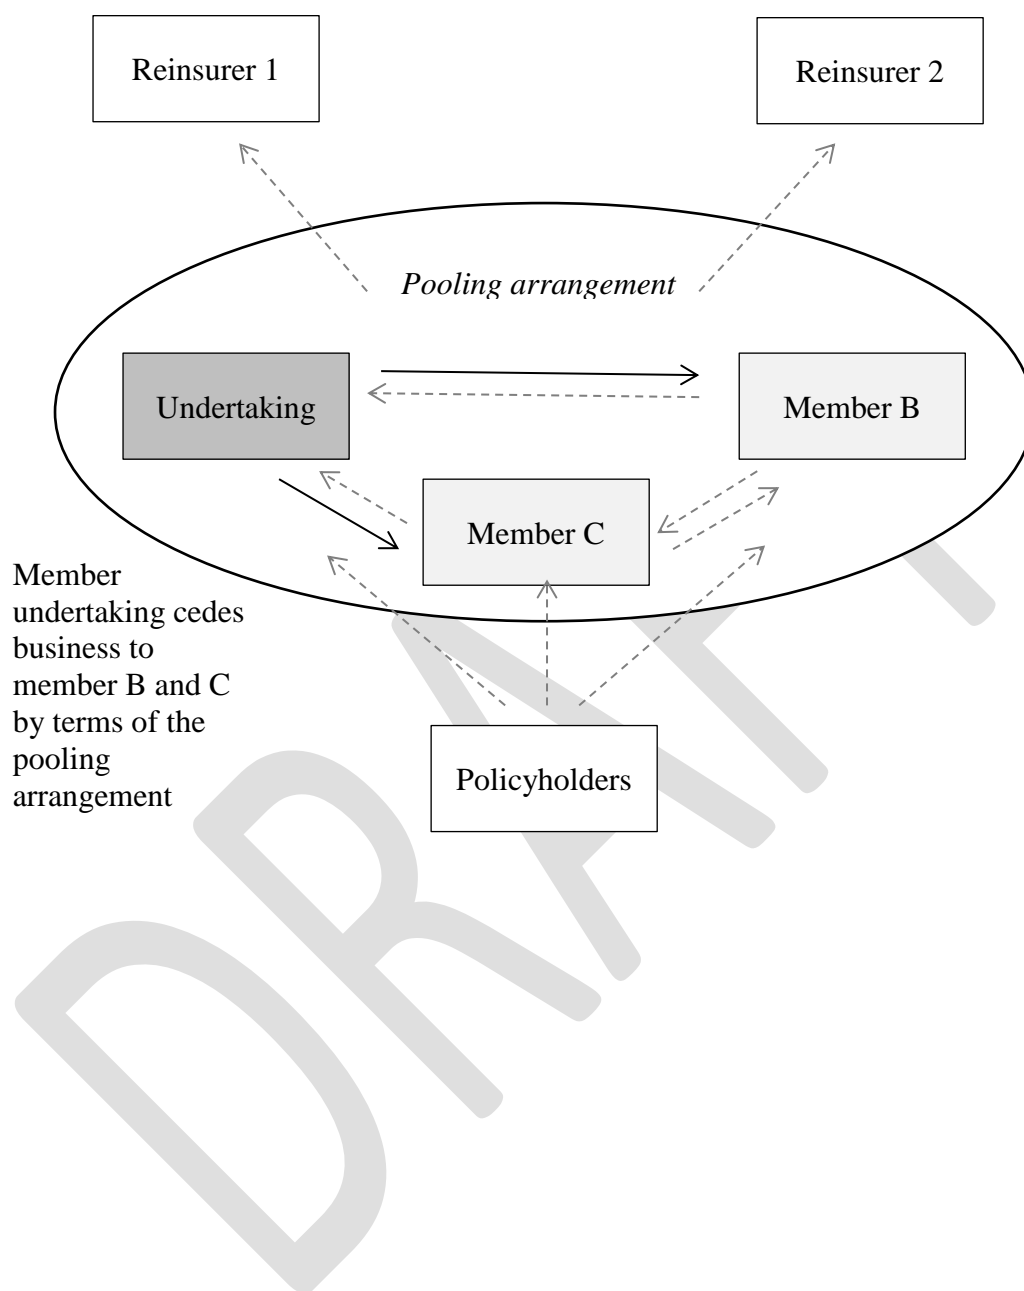 Reinsurer 1
Reinsurer 2
Pooling arrangement
Undertaking
Member B
Member C
Member
undertaking cedes
business to
member B and C
by terms of the
pooling
arrangement
Policyholders
DRAFT